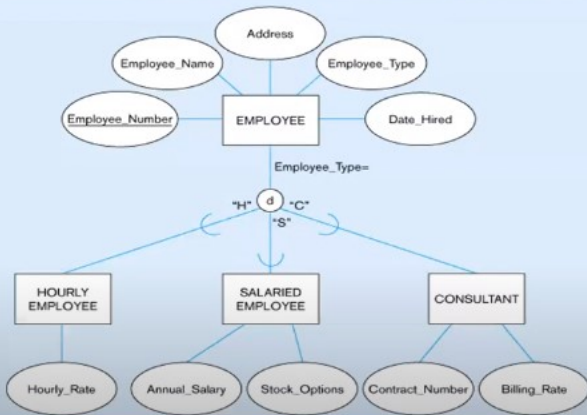 Address
Employee_Name
Employee_Type
Employee_Number
EMPLOYEE
Date_Hired
Employee_Type=
"H"
d
"C"
"S"
HOURLY
EMPLOYEE
SALARIED
EMPLOYEE
CONSULTANT
Hourly_Rate
Annual_Salary
Stock_Options
Contract_Number
Billing_Rate